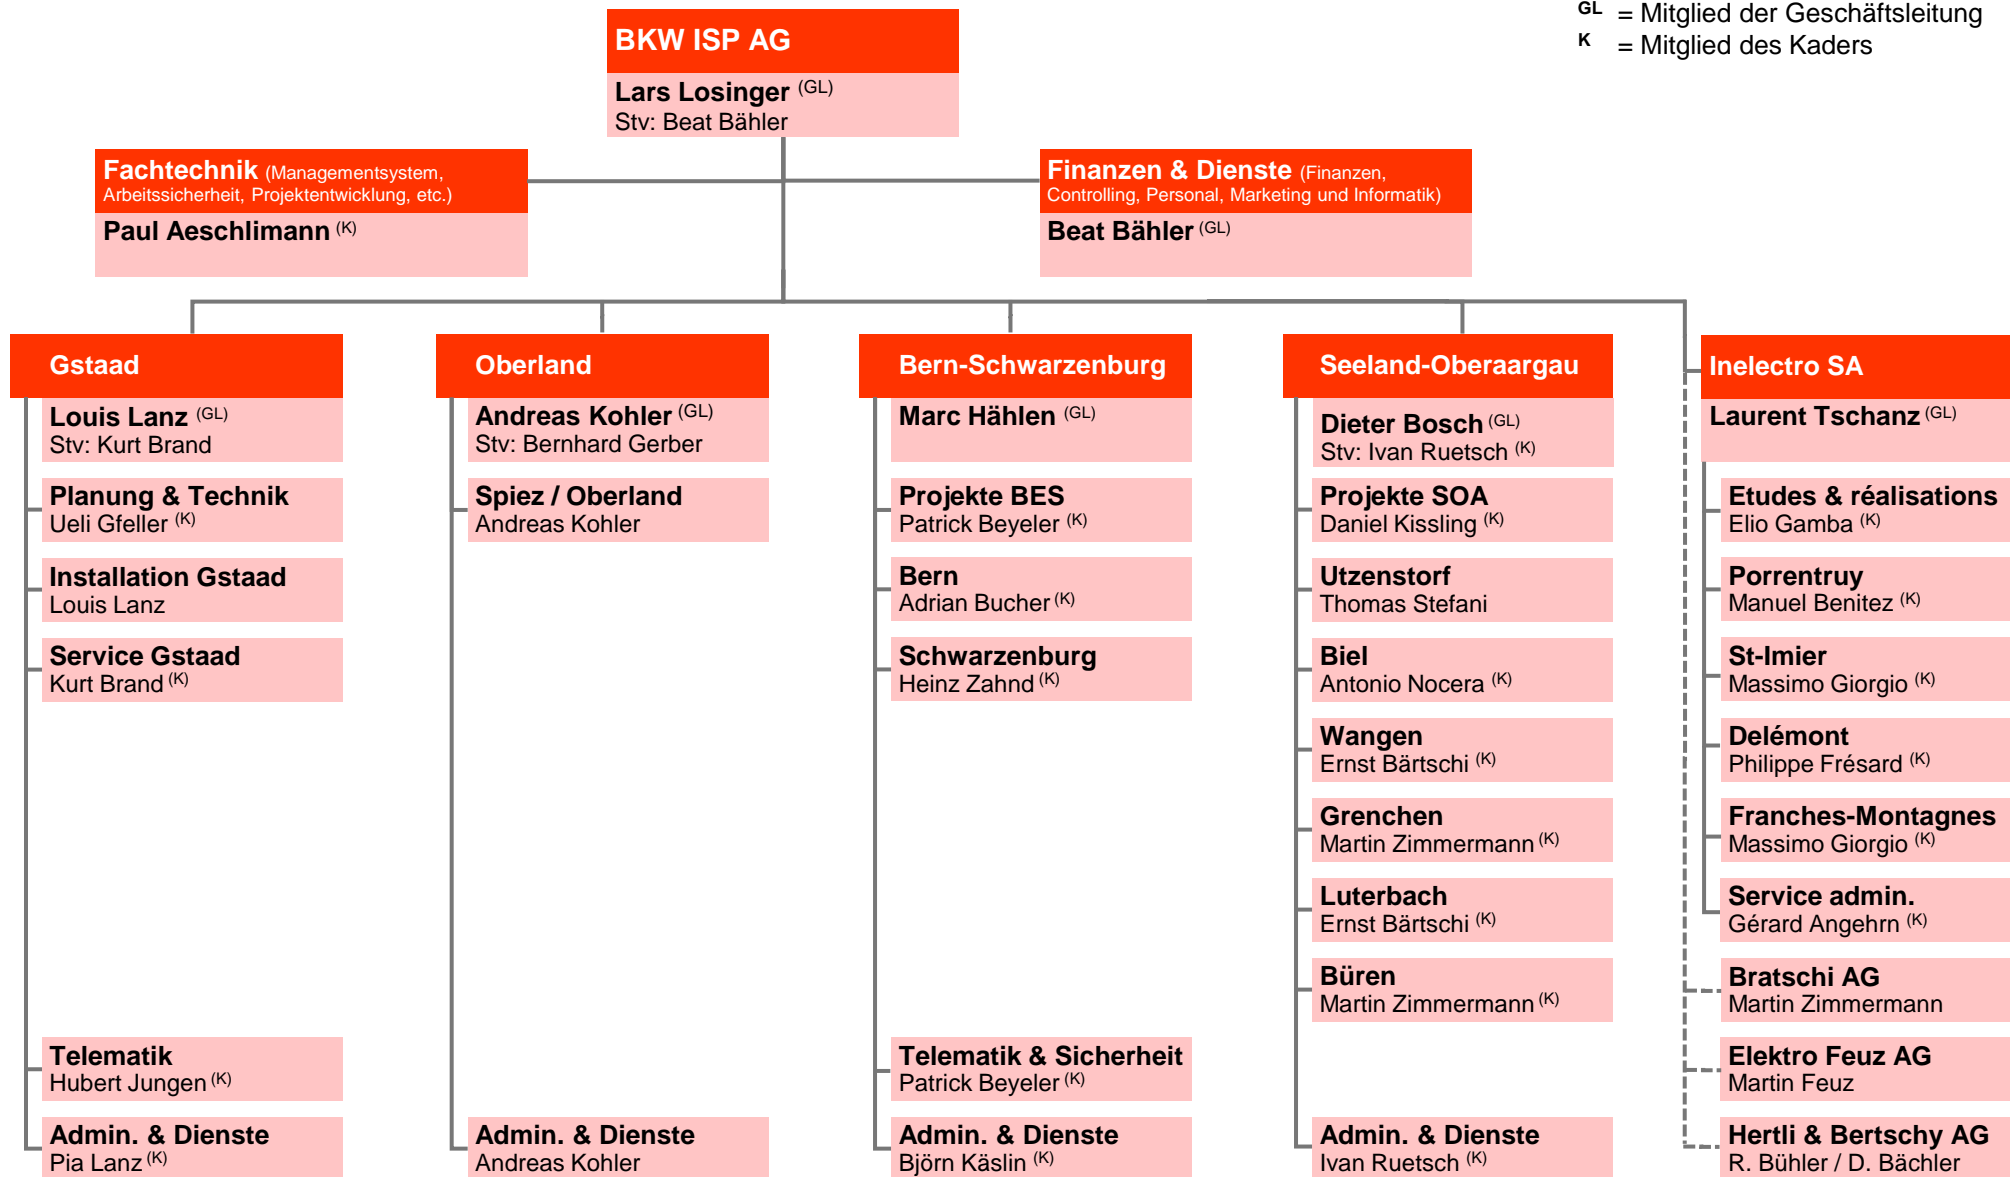 GL = Mitglied der Geschäftsleitung
K = Mitglied des Kaders
BKW ISP AG
Lars Losinger (GL)
Stv: Beat Bähler
Fachtechnik (Managementsystem,
Arbeitssicherheit, Projektentwicklung, etc.)
Paul Aeschlimann (K)
Finanzen & Dienste (Finanzen,
Controlling, Personal, Marketing und Informatik)
Beat Bähler (GL)
Gstaad
Louis Lanz (GL)
Stv: Kurt Brand
Planung & Technik
Ueli Gfeller (K)
Installation Gstaad
Louis Lanz
Service Gstaad
Kurt Brand (K)
Telematik
Hubert Jungen (K)
Admin. & Dienste
Pia Lanz (K)
Oberland
Andreas Kohler (GL)
Stv: Bernhard Gerber
Spiez / Oberland
Andreas Kohler
Admin. & Dienste
Andreas Kohler
Bern-Schwarzenburg
Marc Hählen (GL)
Projekte BES
Patrick Beyeler (K)
Bern
Adrian Bucher (K)
Schwarzenburg
Heinz Zahnd (K)
Telematik & Sicherheit
Patrick Beyeler (K)
Admin. & Dienste
Björn Käslin (K)
Seeland-Oberaargau
Dieter Bosch (GL)
Stv: Ivan Ruetsch (K)
Projekte SOA
Daniel Kissling (K)
Utzenstorf
Thomas Stefani
Biel
Antonio Nocera (K)
Wangen
Ernst Bärtschi (K)
Grenchen
Martin Zimmermann (K)
Luterbach
Ernst Bärtschi (K)
Büren
Martin Zimmermann (K)
Admin. & Dienste
Ivan Ruetsch (K)
Inelectro SA
Laurent Tschanz (GL)
Etudes & réalisations
Elio Gamba (K)
Porrentruy
Manuel Benitez (K)
St-Imier
Massimo Giorgio (K)
Delémont
Philippe Frésard (K)
Franches-Montagnes
Massimo Giorgio (K)
Service admin.
Gérard Angehrn (K)
Bratschi AG
Martin Zimmermann
Elektro Feuz AG
Martin Feuz
Hertli & Bertschy AG
R. Bühler / D. Bächler